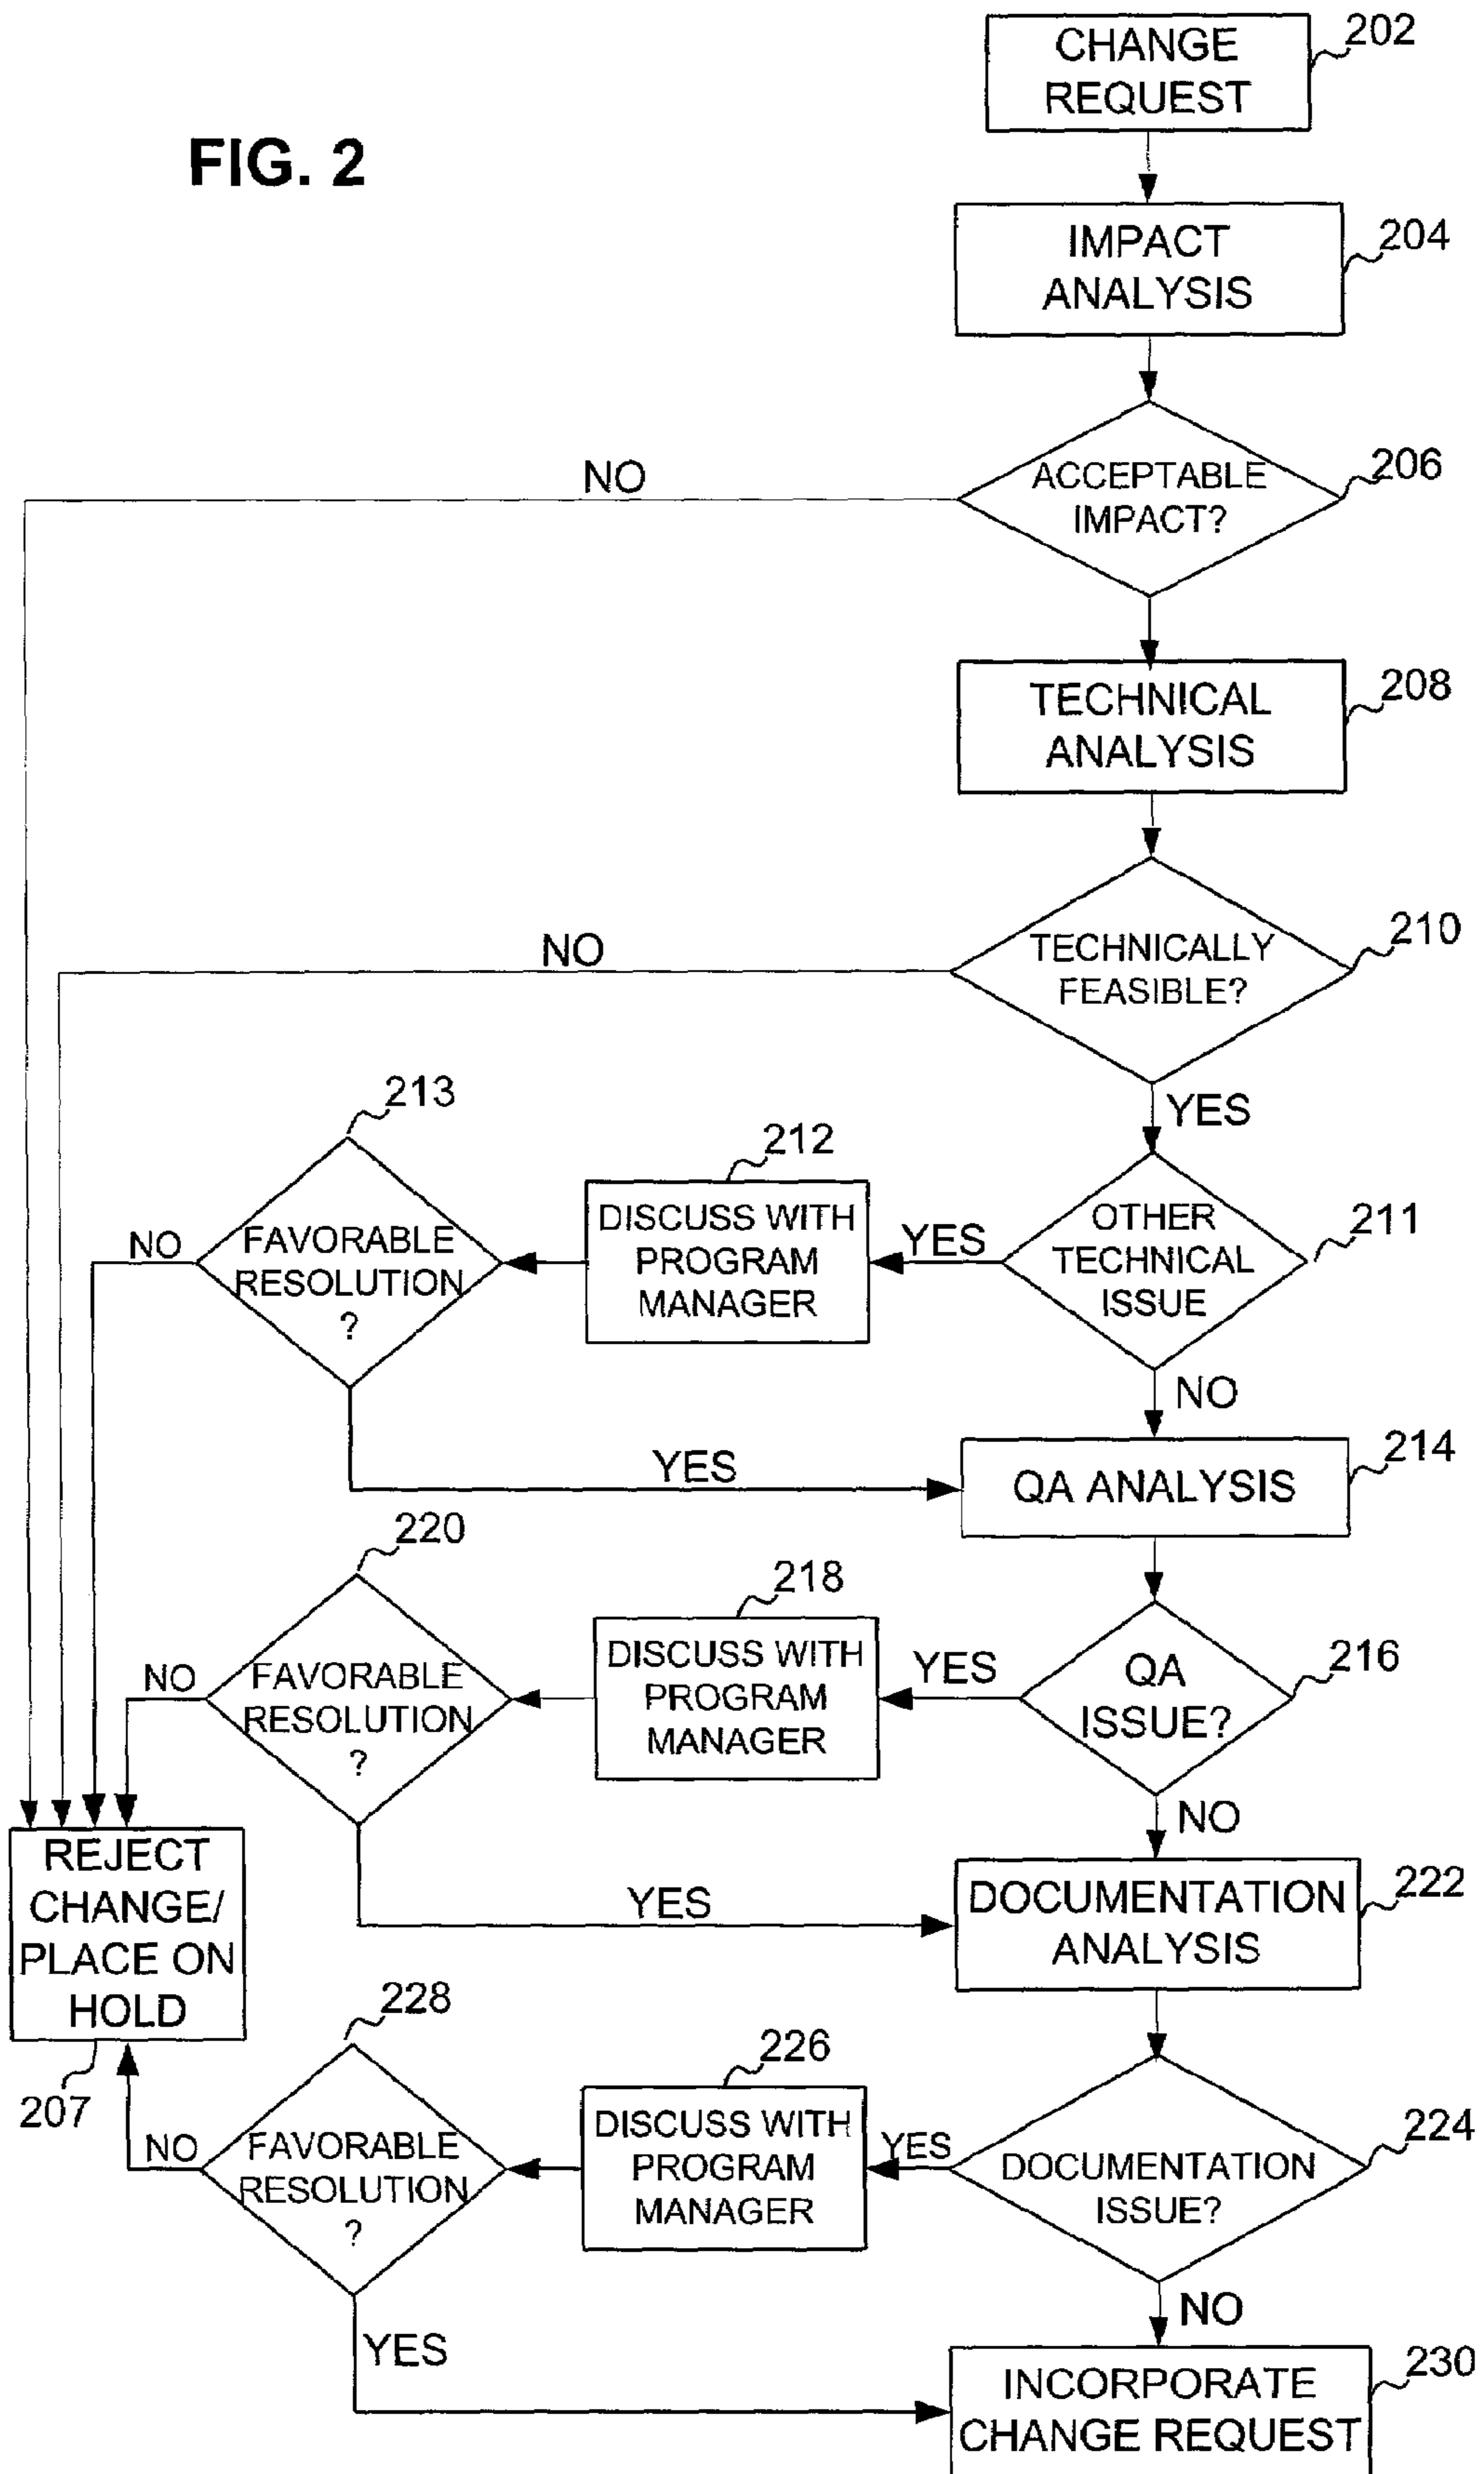 FIG. 2
CHANGE
REQUEST
202
IMPACT
ANALYSIS
204
ACCEPTABLE
IMPACT?
206
NO
TECHNICAL
ANALYSIS
208
TECHNICALLY
FEASIBLE?
210
NO
YES
OTHER
TECHNICAL
ISSUE
211
YES
DISCUSS WITH
PROGRAM
MANAGER
212
FAVORABLE
RESOLUTION
?
213
NO
YES
NO
QA ANALYSIS
214
QA
ISSUE?
216
YES
DISCUSS WITH
PROGRAM
MANAGER
218
FAVORABLE
RESOLUTION
?
220
NO
YES
NO
REJECT
CHANGE/
PLACE ON
HOLD
207
DOCUMENTATION
ANALYSIS
222
DOCUMENTATION
ISSUE?
224
YES
DISCUSS WITH
PROGRAM
MANAGER
226
FAVORABLE
RESOLUTION
?
228
NO
YES
NO
INCORPORATE
CHANGE REQUEST
230